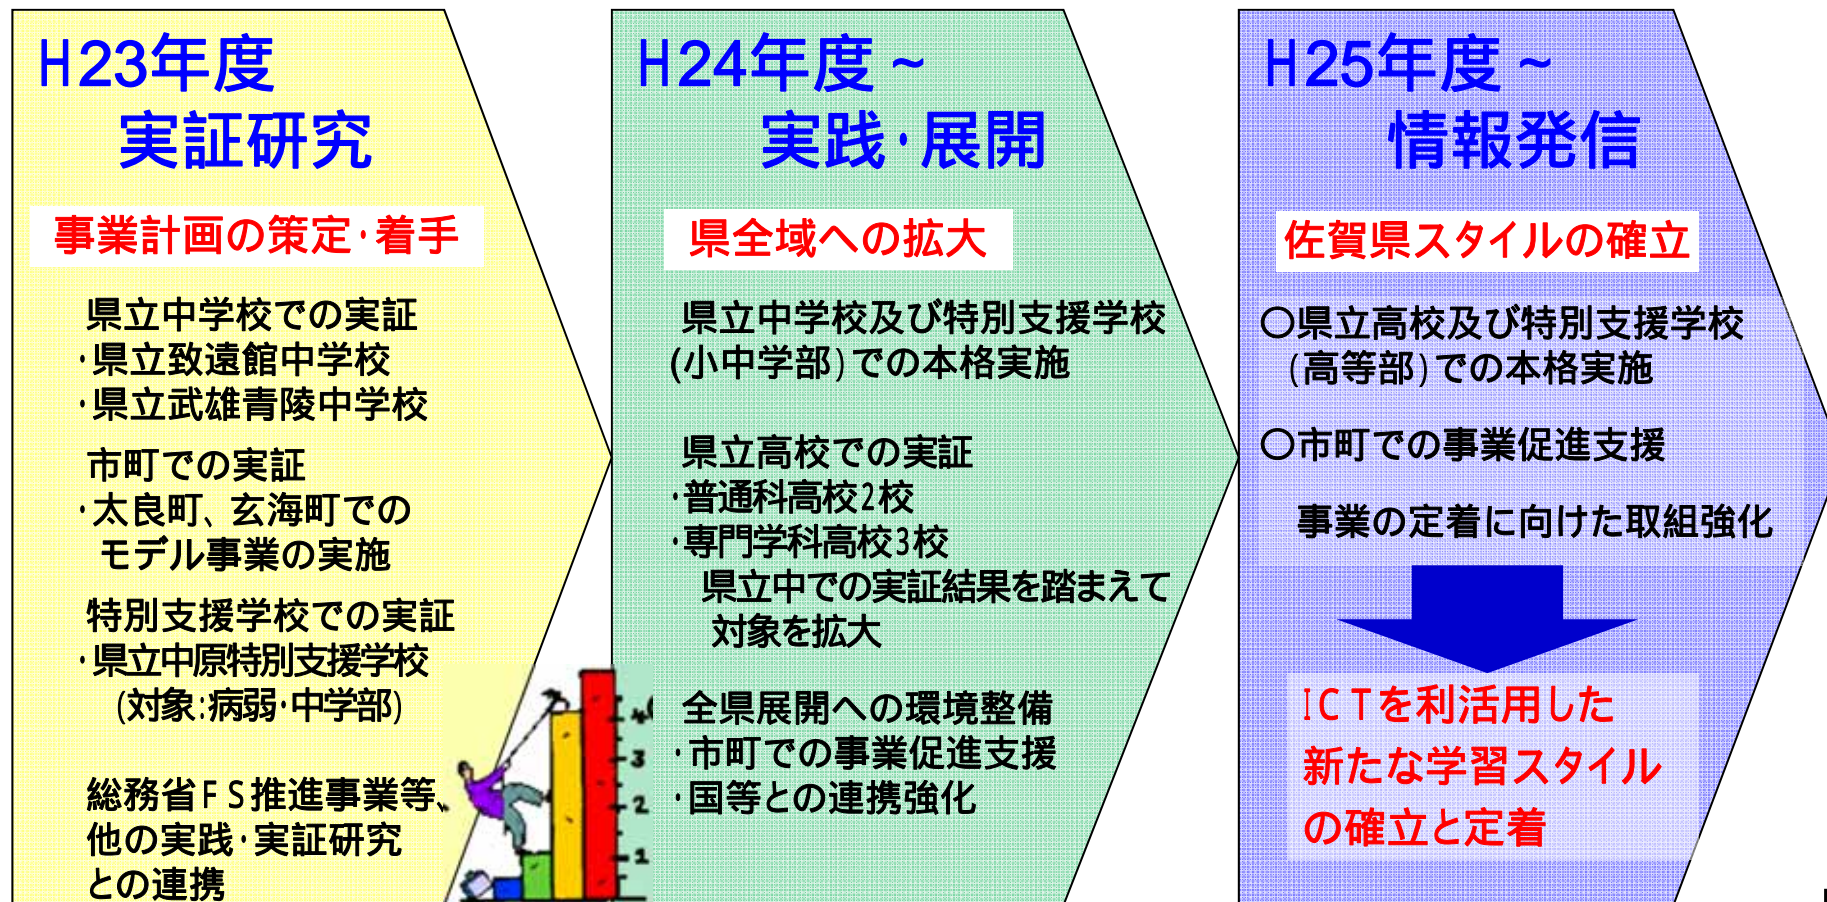 H23年度
実証研究
事業計画の策定·着手
県立中学校での実証
·県立致遠館中学校
·県立武雄青陵中学校
市町での実証
·太良町、玄海町での
モデル事業の実施
特別支援学校での実証
·県立中原特別支援学校
(対象:病弱·中学部)
総務省FS推進事業等、
他の実践·実証研究
との連携
4
3
2
1
H24年度~
実践·展開
県全域への拡大
県立中学校及び特別支援学校
(小中学部)での本格実施
県立高校での実証
·普通科高校2校
·専門学科高校3校
県立中での実証結果を踏まえて
対象を拡大
全県展開への環境整備
·市町での事業促進支援
·国等との連携強化
H25年度~
情報発信
佐賀県スタイルの確立
○県立高校及び特別支援学校
(高等部)での本格実施
○市町での事業促進支援
事業の定着に向けた取組強化
ICTを利活用した
新たな学習スタイル
の確立と定着